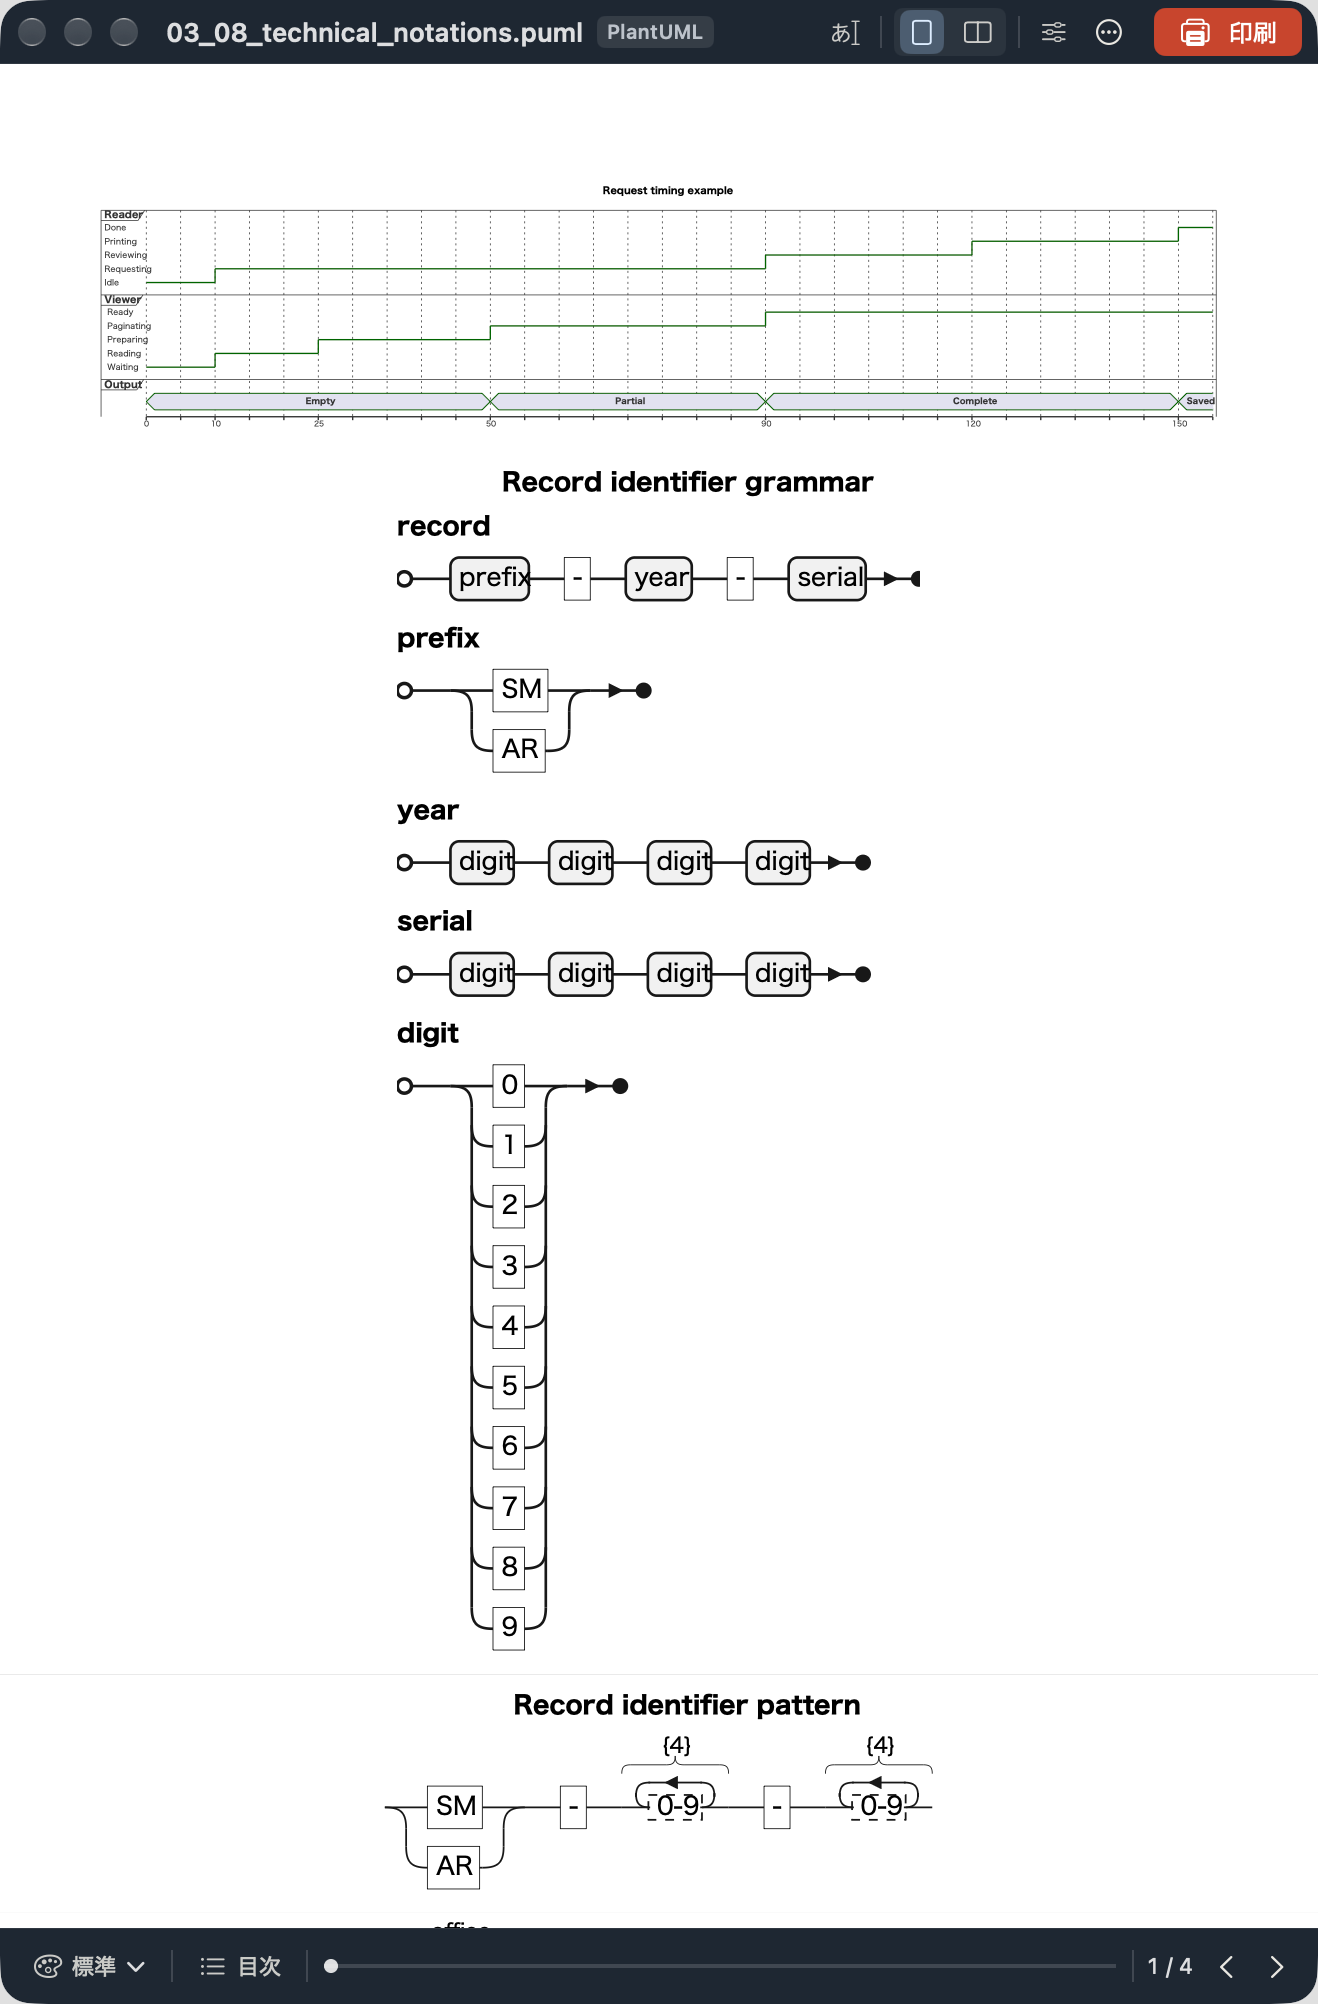 03_08_technical_notations.puml PlantUML あ 印刷
Request timing example
Reader
Done
Printing
Reviewing
Requesting
Idle
Viewer
Ready
Paginating
Preparing
Reading
Waiting
Output
Empty Partial Complete Saved
0 10 25 50 90 120 150
Record identifier grammar
record
prefix - year - serial
prefix
SM
AR
year
digit digit digit digit
serial
digit digit digit digit
digit
0
1
2
3
4
5
6
7
8
9
Record identifier pattern
{4} {4}
SM - 0-9 - 0-9
AR
標準 目次 1 / 4